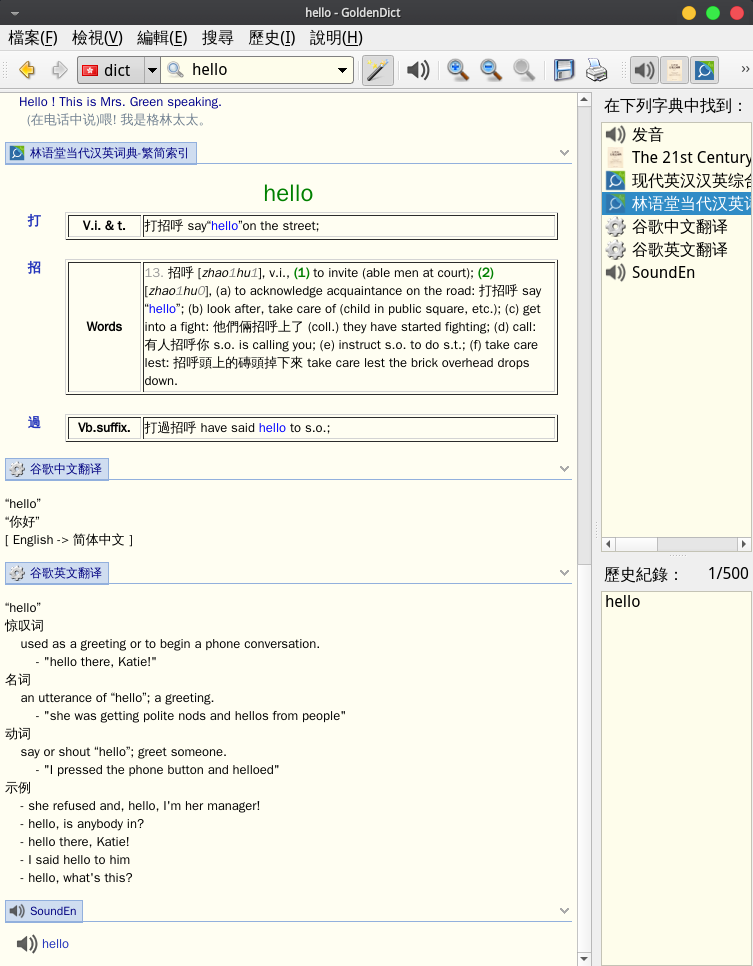 hello - GoldenDict
檔案(F) 檢視(V) 編輯(E) 搜尋 歷史(I) 說明(H)
dict hello
Hello ! This is Mrs. Green speaking.
(在电话中说)喂! 我是格林太太。
林语堂当代汉英词典-繁简索引
hello
打 V.i. & t. 打招呼 say“hello”on the street;
招 Words 13. 招呼 [zhao1hu1], v.i., (1) to invite (able men at court); (2)
[zhao1hu0], (a) to acknowledge acquaintance on the road: 打招呼 say
“hello”; (b) look after, take care of (child in public square, etc.); (c) get
into a fight: 他們倆招呼上了 (coll.) they have started fighting; (d) call:
有人招呼你 s.o. is calling you; (e) instruct s.o. to do s.t.; (f) take care
lest: 招呼頭上的磚頭掉下來 take care lest the brick overhead drops
down.
過 Vb.suffix. 打過招呼 have said hello to s.o.;
谷歌中文翻译
“hello”
“你好”
[ English -> 简体中文 ]
谷歌英文翻译
“hello”
惊叹词
used as a greeting or to begin a phone conversation.
- "hello there, Katie!"
名词
an utterance of “hello”; a greeting.
- "she was getting polite nods and hellos from people"
动词
say or shout “hello”; greet someone.
- "I pressed the phone button and helloed"
示例
- she refused and, hello, I'm her manager!
- hello, is anybody in?
- hello there, Katie!
- I said hello to him
- hello, what's this?
SoundEn
hello
在下列字典中找到：
发音
The 21st Century
现代英汉汉英综合
林语堂当代汉英词
谷歌中文翻译
谷歌英文翻译
SoundEn
歷史紀錄： 1/500
hello